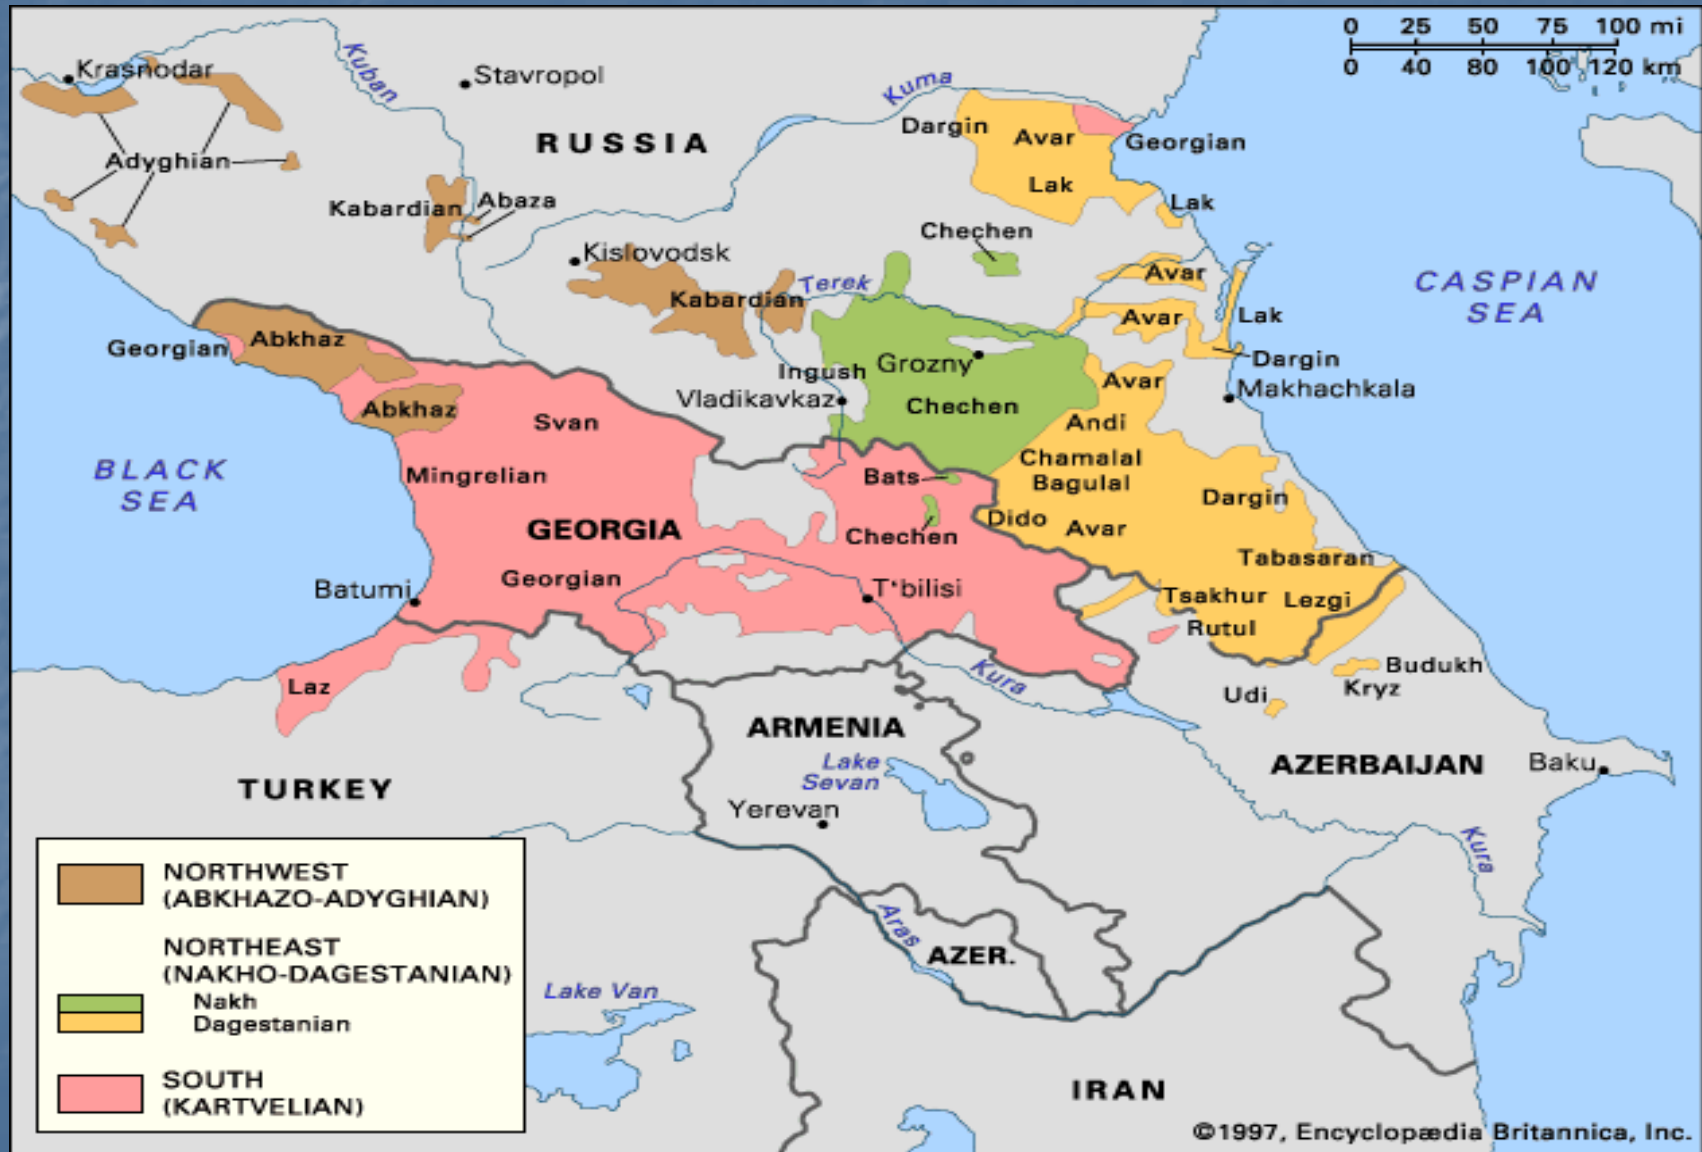 0 25 50 75 100 mi
0 40 80 100 120 km
Krasnodar
Kuban
Stavropol
Kuma
RUSSIA
Dargin
Avar
Georgian
Adyghian
Lak
Kabardian
Abaza
Lak
Chechen
Kislovodsk
Avar
CASPIAN
SEA
Terek
Kabardian
Avar
Lak
Abkhaz
Georgian
Dargin
Ingush
Grozny
Avar
Makhachkala
Vladikavkaz
Chechen
Abkhaz
Svan
Andi
Chamalal
BLACK
SEA
Mingrelian
Bats
Bagulal
Dargin
GEORGIA
Dido
Avar
Chechen
Tabasaran
Georgian
Batumi
T'bilisi
Tsakhur
Lezgi
Rutul
Laz
Kura
Budukh
Kryz
Udi
ARMENIA
Lake
Sevan
AZERBAIJAN
Baku
TURKEY
Yerevan
Kura
NORTHWEST
(ABKHAZO-ADYGHIAN)
NORTHEAST
(NAKHO-DAGESTANIAN)
Nakh
Dagestanian
SOUTH
(KARTVELIAN)
Aras
AZER.
Lake Van
IRAN
©1997, Encyclopædia Britannica, Inc.